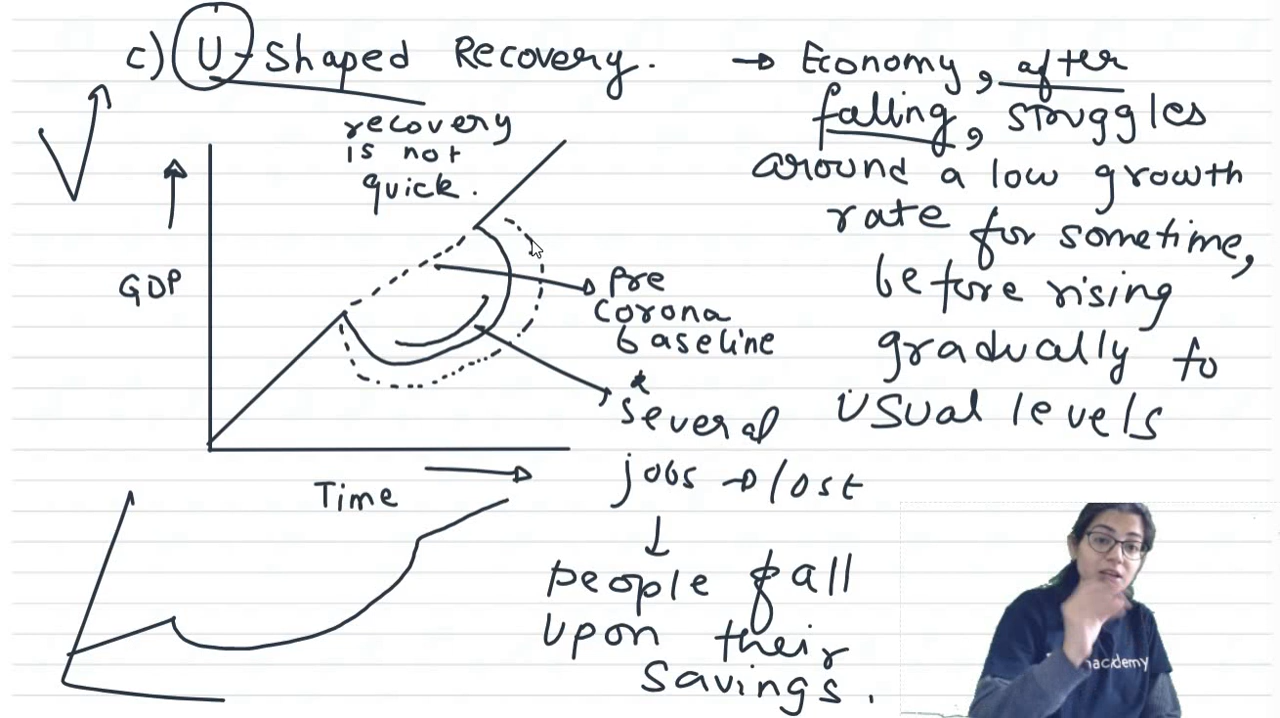 c) U-Shaped Recovery.
recovery
is not
quick.
GDP
Time
Pre
Corona
baseline
→ Economy, after
falling, struggles
around a low growth
rate for sometime,
before rising
gradually to
usual levels
* several
jobs → lost
↓
people fall
upon their
savings.
nacademy